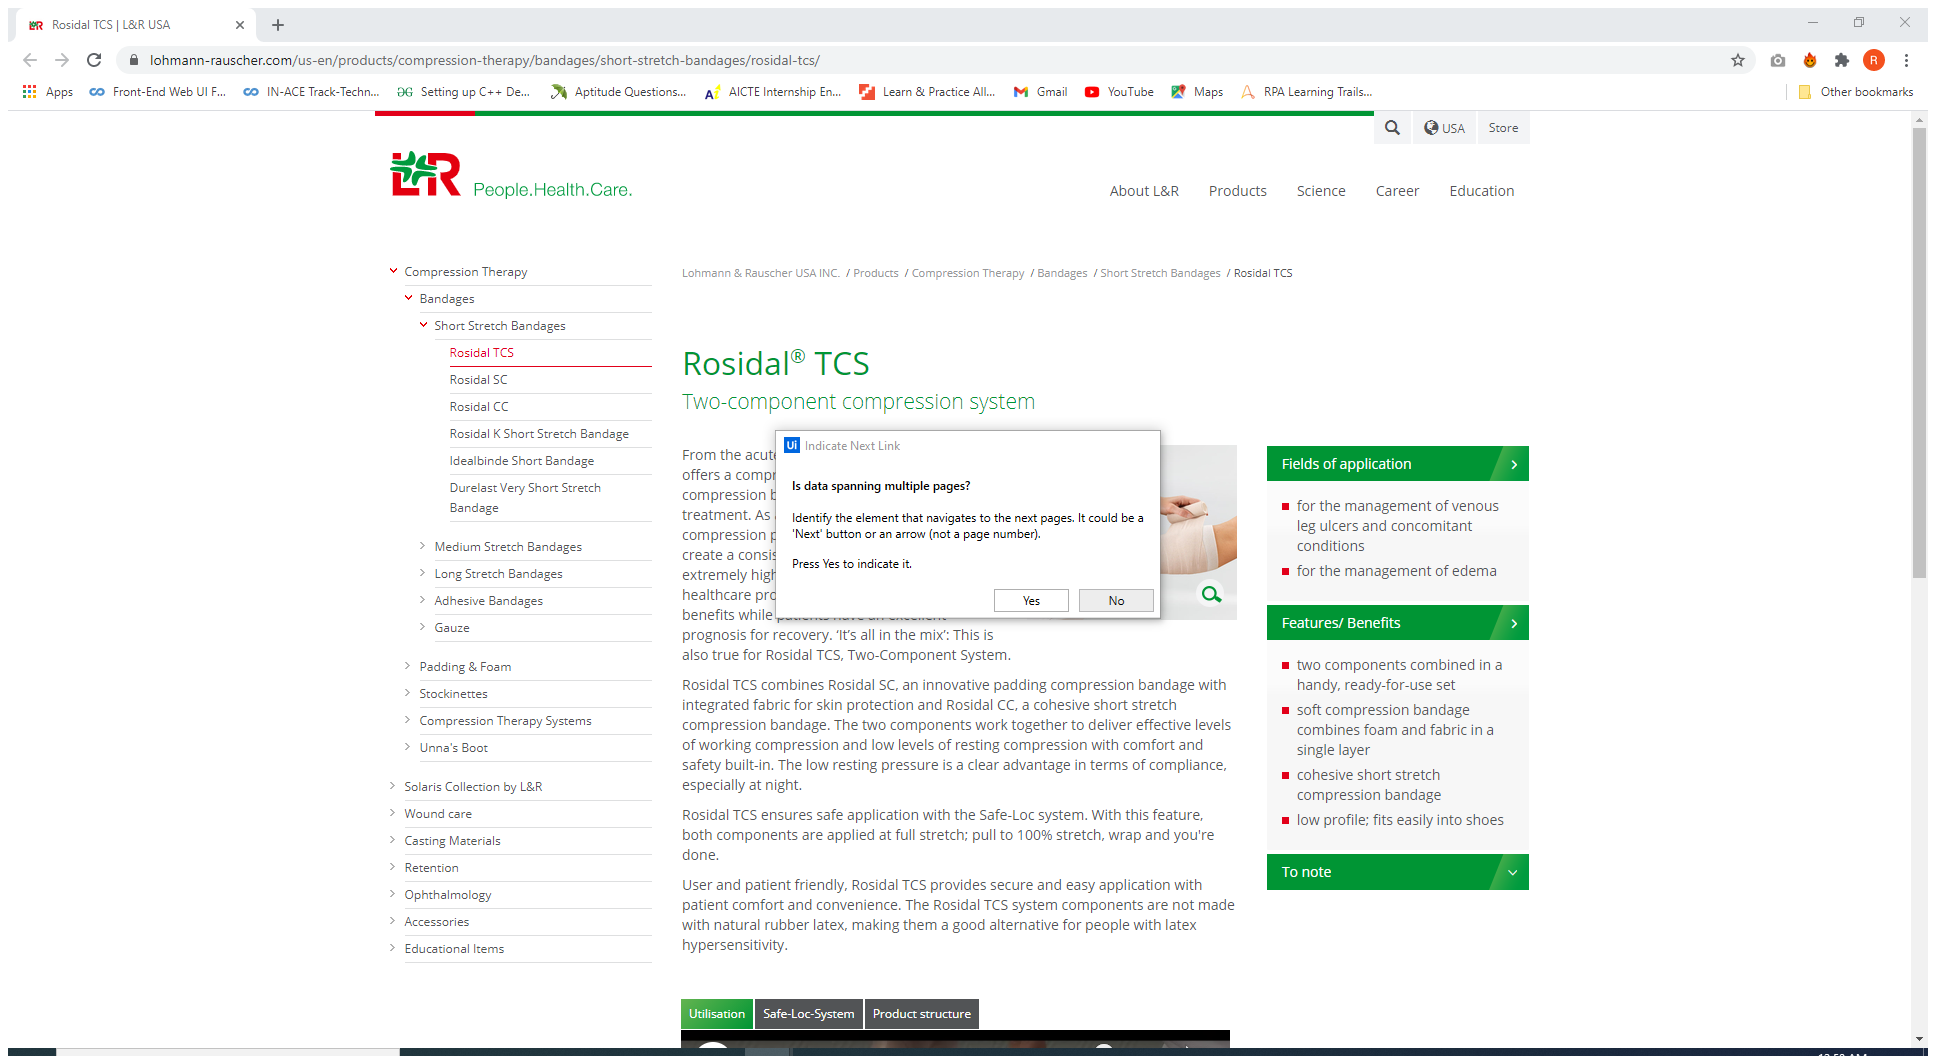 Rosidal TCS | L&R USA
lohmann-rauscher.com/us-en/products/compression-therapy/bandages/short-stretch-bandages/rosidal-tcs/
R
Apps
Front-End Web UI F...
IN-ACE Track-Techn...
Setting up C++ De...
Aptitude Questions...
AICTE Internship En...
Learn & Practice All...
Gmail
YouTube
Maps
RPA Learning Trails...
Other bookmarks
USA
Store
L&R
People.Health.Care.
About L&R
Products
Science
Career
Education
Compression Therapy
Bandages
Short Stretch Bandages
Rosidal TCS
Rosidal SC
Rosidal CC
Rosidal K Short Stretch Bandage
Idealbinde Short Bandage
Durelast Very Short Stretch
Bandage
Medium Stretch Bandages
Long Stretch Bandages
Adhesive Bandages
Gauze
Padding & Foam
Stockinettes
Compression Therapy Systems
Unna's Boot
Solaris Collection by L&R
Wound care
Casting Materials
Retention
Ophthalmology
Accessories
Educational Items
Lohmann & Rauscher USA INC. / Products / Compression Therapy / Bandages / Short Stretch Bandages / Rosidal TCS
Rosidal® TCS
Two-component compression system
From the acute
offers a compr
compression b
treatment. As
compression p
create a consis
extremely high
healthcare pro
benefits while patients have an excellent
prognosis for recovery. ‘It’s all in the mix’: This is
also true for Rosidal TCS, Two-Component System.
Rosidal TCS combines Rosidal SC, an innovative padding compression bandage with
integrated fabric for skin protection and Rosidal CC, a cohesive short stretch
compression bandage. The two components work together to deliver effective levels
of working compression and low levels of resting compression with comfort and
safety built-in. The low resting pressure is a clear advantage in terms of compliance,
especially at night.
Rosidal TCS ensures safe application with the Safe-Loc system. With this feature,
both components are applied at full stretch; pull to 100% stretch, wrap and you're
done.
User and patient friendly, Rosidal TCS provides secure and easy application with
patient comfort and convenience. The Rosidal TCS system components are not made
with natural rubber latex, making them a good alternative for people with latex
hypersensitivity.
Utilisation
Safe-Loc-System
Product structure
Ui Indicate Next Link
Is data spanning multiple pages?
Identify the element that navigates to the next pages. It could be a
'Next' button or an arrow (not a page number).
Press Yes to indicate it.
Yes
No
Fields of application
for the management of venous
leg ulcers and concomitant
conditions
for the management of edema
Features/ Benefits
two components combined in a
handy, ready-for-use set
soft compression bandage
combines foam and fabric in a
single layer
cohesive short stretch
compression bandage
low profile; fits easily into shoes
To note